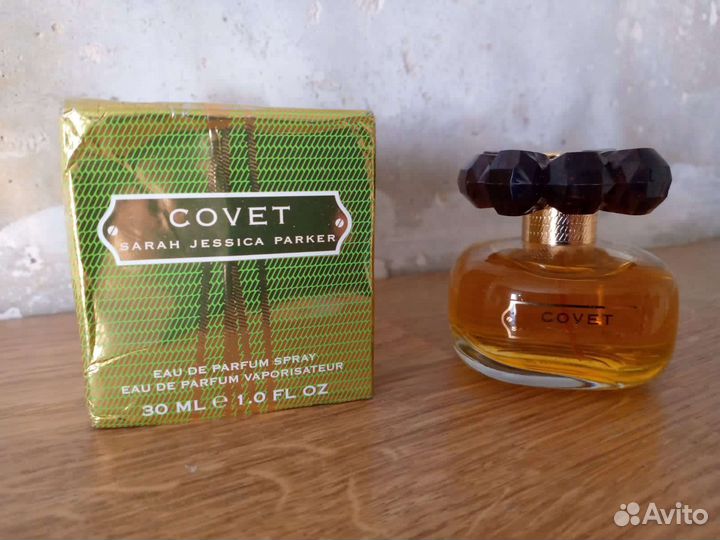 COVET
SARAH JESSICA PARKER
EAU DE PARFUM SPRAY
EAU DE PARFUM VAPORISATEUR
30 ML e 1.0 FL OZ
COVET
Avito